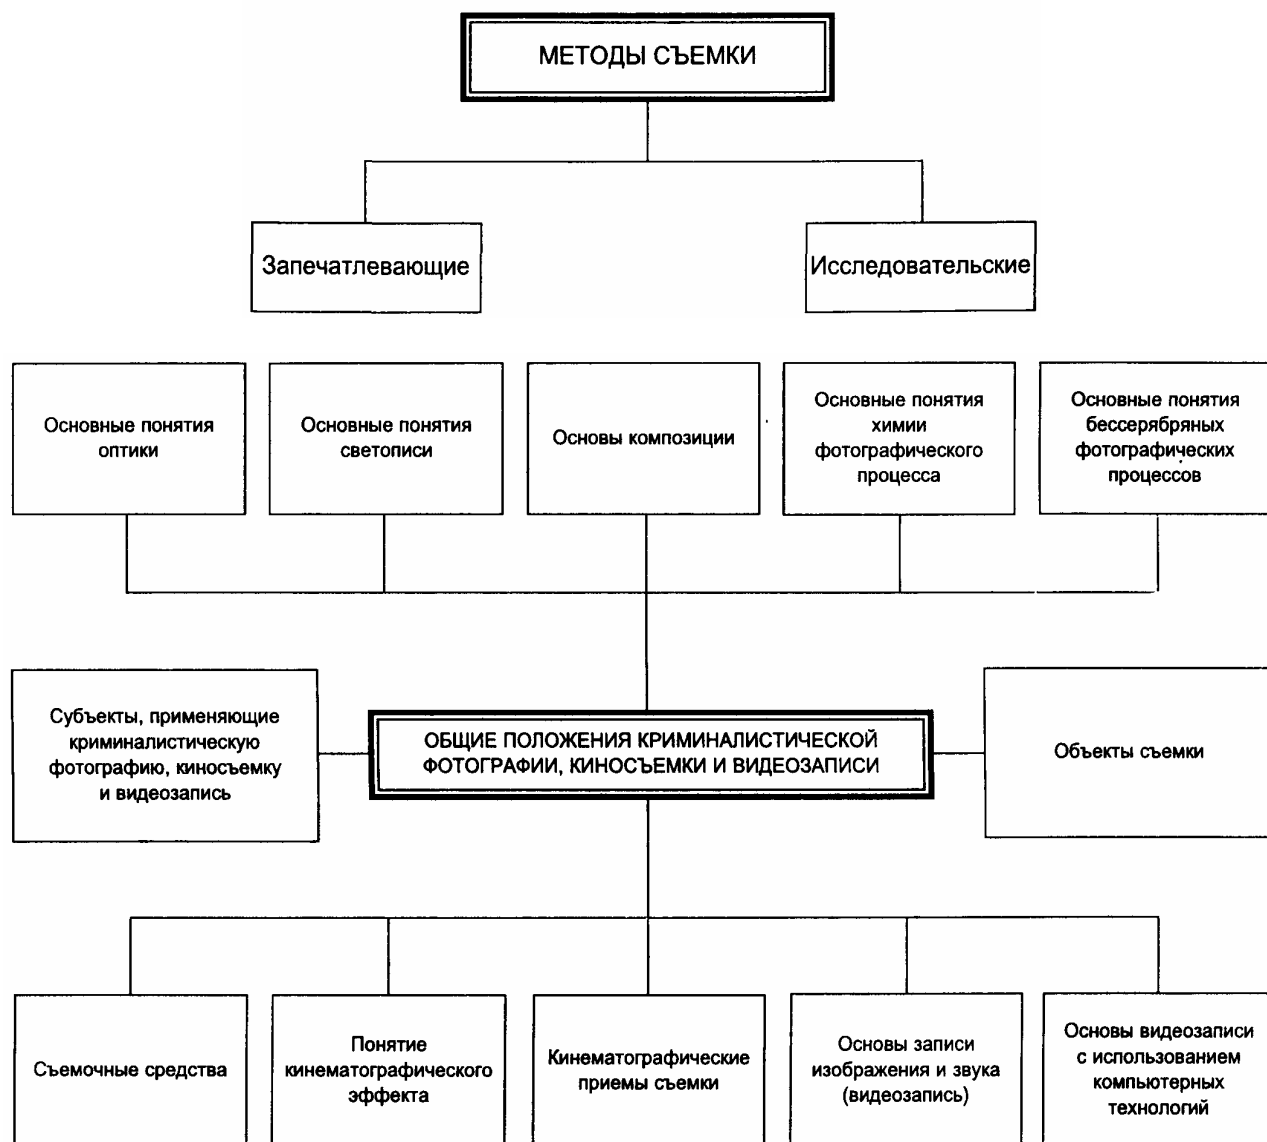 МЕТОДЫ СЪЕМКИ
Запечатлевающие
Исследовательские
Основные понятия
оптики
Основные понятия
светописи
Основы композиции
Основные понятия
химии
фотографического
процесса
Основные понятия
бессерябряных
фотографических
процессов
Субъекты, применяющие
криминалистическую
фотографию, киносъемку
и видеозапись
ОБЩИЕ ПОЛОЖЕНИЯ КРИМИНАЛИСТИЧЕСКОЙ
ФОТОГРАФИИ, КИНОСЪЕМКИ И ВИДЕОЗАПИСИ
Объекты съемки
Съемочные средства
Понятие
кинематографического
эффекта
Кинематографические
приемы съемки
Основы записи
изображения и звука
(видеозапись)
Основы видеозаписи
с использованием
компьютерных
технологий